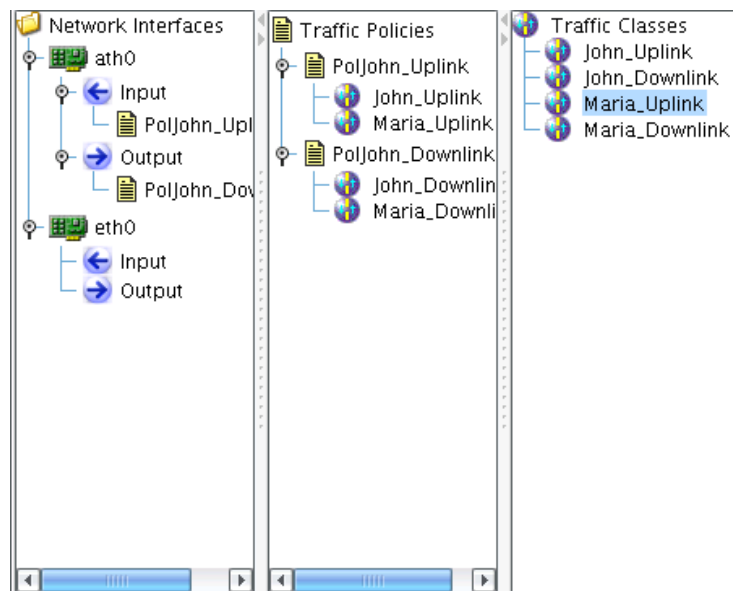 Network Interfaces
ath0
Input
PolJohn_Upl
Output
PolJohn_Dov
eth0
Input
Output
Traffic Policies
PolJohn_Uplink
John_Uplink
Maria_Uplink
PolJohn_Downlink
John_Downlin
Maria_Downli
Traffic Classes
John_Uplink
John_Downlink
Maria_Uplink
Maria_Downlink